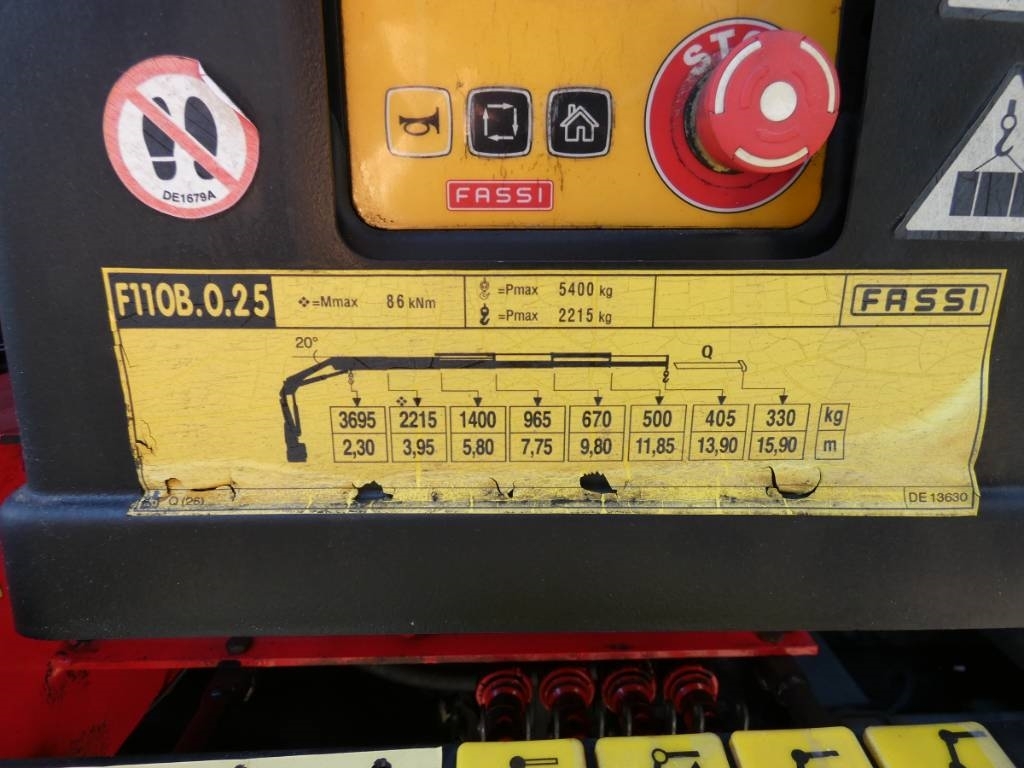 STO
DE1679A
FASSI
F110B.0.25
❖=Mmax 86 kNm
=Pmax 5400 kg
=Pmax 2215 kg
FASSI
20°
Q
❖
3695 2215 1400 965 670 500 405 330 kg
2,30 3,95 5,80 7,75 9,80 11,85 13,90 15,90 m
Q (26)
DE 13630